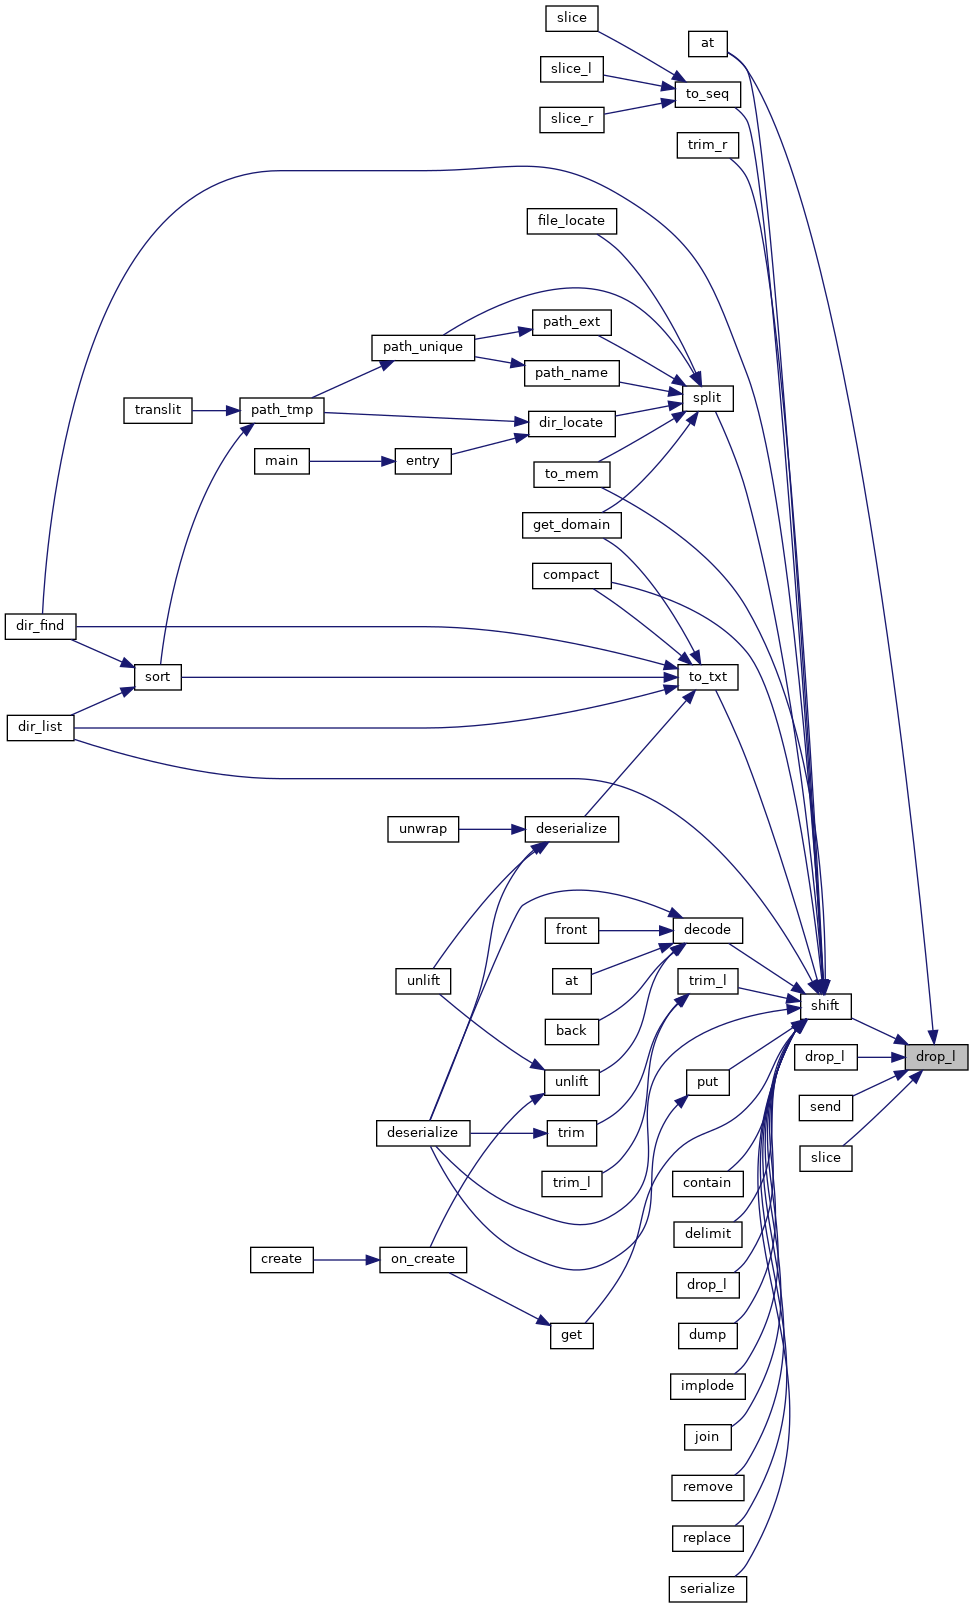 slice
at
slice_l
to_seq
slice_r
trim_r
file_locate
path_ext
path_unique
path_name
split
translit
path_tmp
dir_locate
main
entry
to_mem
get_domain
compact
dir_find
sort
to_txt
dir_list
unwrap
deserialize
front
decode
unlift
at
trim_l
shift
back
drop_l
drop_l
unlift
put
send
deserialize
trim
slice
trim_l
contain
delimit
create
on_create
drop_l
get
dump
implode
join
remove
replace
serialize